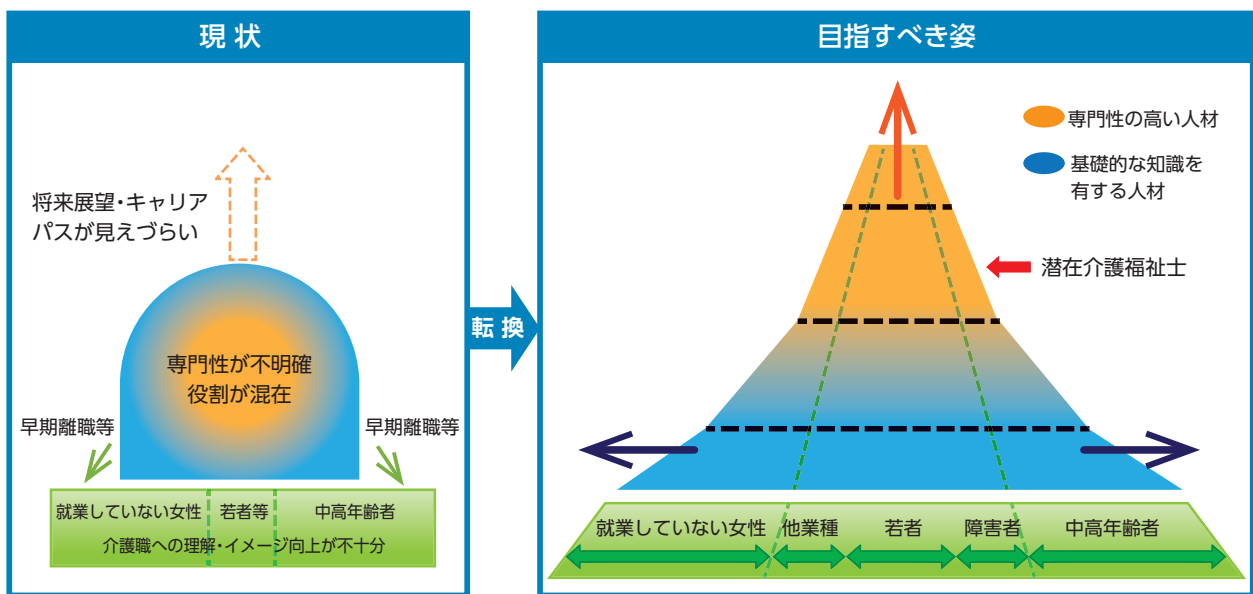 現状
将来展望・キャリア
パスが見えづらい
専門性が不明確
役割が混在
早期離職等
早期離職等
就業していない女性
若者等
中高年齢者
介護職への理解・イメージ向上が不十分
転換
目指すべき姿
専門性の高い人材
基礎的な知識を
有する人材
潜在介護福祉士
就業していない女性
他業種
若者
障害者
中高年齢者